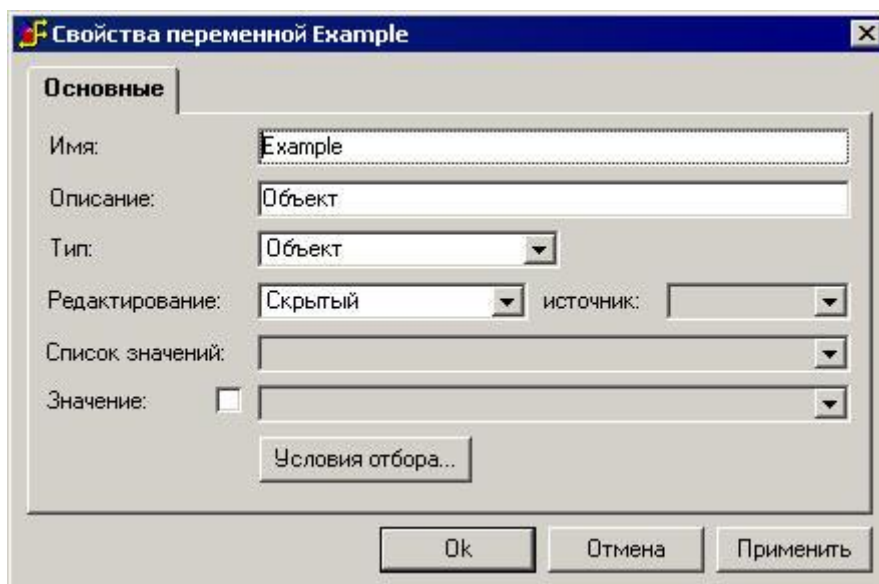 Свойства переменной Example
Основные
Имя: Example
Описание: Объект
Тип: Объект
Редактирование: Скрытый источник:
Список значений:
Значение:
Условия отбора...
Ok Отмена Применить